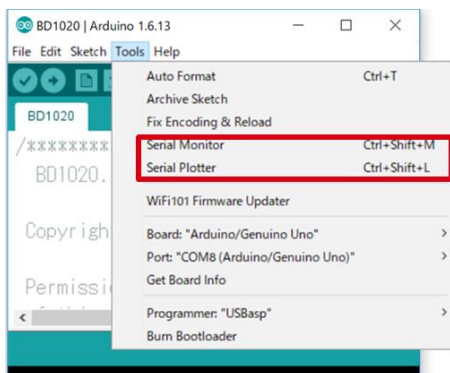 BD1020 | Arduino 1.6.13
File Edit Sketch Tools Help
BD1020
Auto Format Ctrl+T
Archive Sketch
Fix Encoding & Reload
Serial Monitor Ctrl+Shift+M
Serial Plotter Ctrl+Shift+L
WiFi101 Firmware Updater
Board: "Arduino/Genuino Uno" >
Port: "COM8 (Arduino/Genuino Uno)" >
Get Board Info
Programmer: "USBasp" >
Burn Bootloader
/********
BD1020.
Copyrigh
Permissi